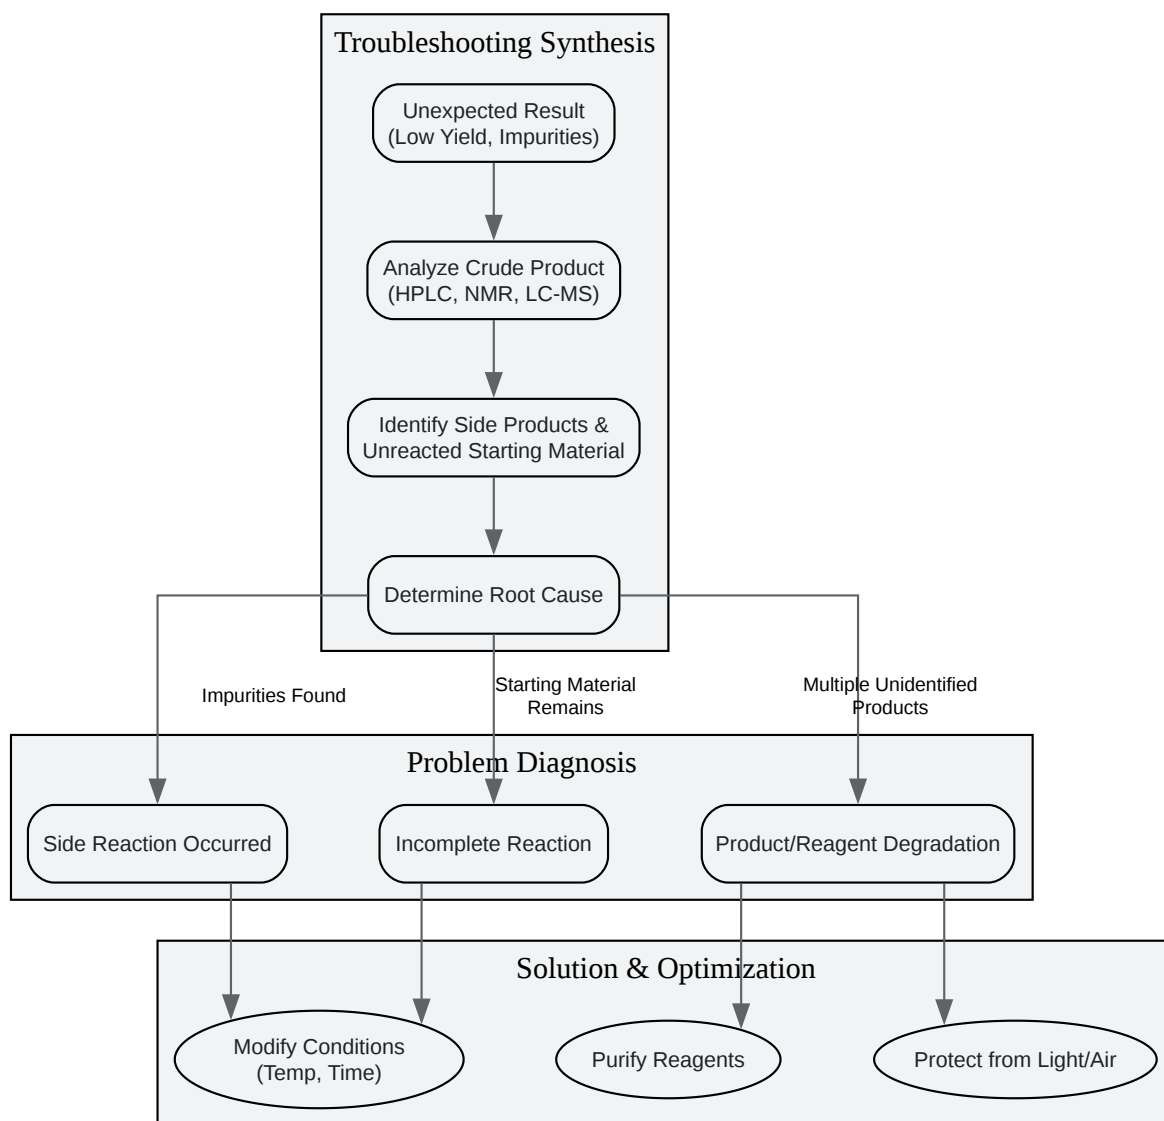 Troubleshooting Synthesis
Unexpected Result
(Low Yield, Impurities)
Analyze Crude Product
(HPLC, NMR, LC-MS)
Identify Side Products &
Unreacted Starting Material
Determine Root Cause
Impurities Found
Starting Material
Remains
Multiple Unidentified
Products
Problem Diagnosis
Side Reaction Occurred
Incomplete Reaction
Product/Reagent Degradation
Solution & Optimization
Modify Conditions
(Temp, Time)
Purify Reagents
Protect from Light/Air